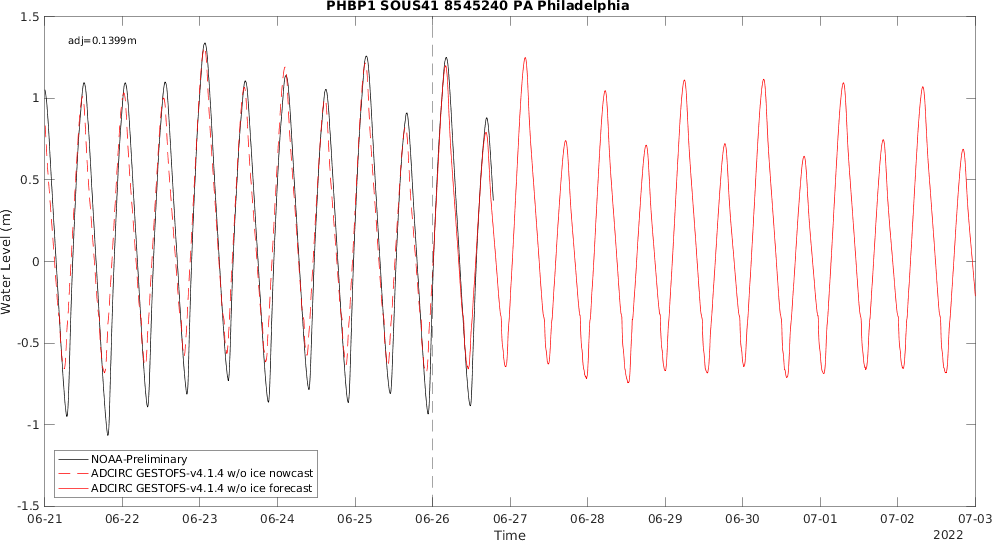 PHBP1 SOUS41 8545240 PA Philadelphia
1.5
adj=0.1399m
1
0.5
0
-0.5
-1
-1.5
Water Level (m)
NOAA-Preliminary
ADCIRC GESTOFS-v4.1.4 w/o ice nowcast
ADCIRC GESTOFS-v4.1.4 w/o ice forecast
06-21 06-22 06-23 06-24 06-25 06-26 06-27 06-28 06-29 06-30 07-01 07-02 07-03
Time
2022